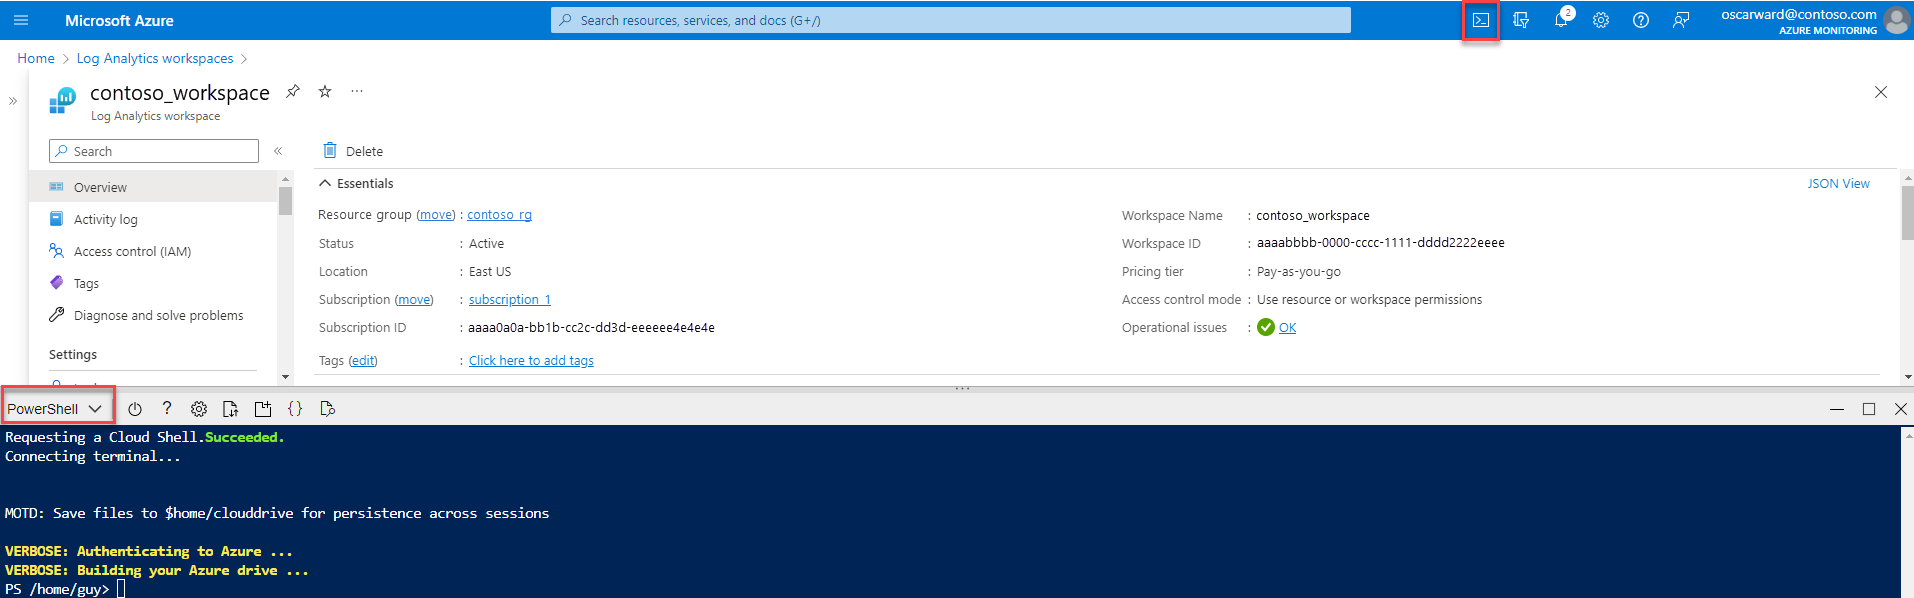 Microsoft Azure
Search resources, services, and docs (G+/)
2
oscarward@contoso.com
AZURE MONITORING
Home > Log Analytics workspaces >
contoso_workspace
Log Analytics workspace
Search
Delete
Overview
Activity log
Access control (IAM)
Tags
Diagnose and solve problems
Settings
Essentials
JSON View
Resource group (move) : contoso_rg
Status : Active
Location : East US
Subscription (move) : subscription_1
Subscription ID : aaaa0a0a-bb1b-cc2c-dd3d-eeeeee4e4e4e
Tags (edit) : Click here to add tags
Workspace Name : contoso_workspace
Workspace ID : aaaabbbb-0000-cccc-1111-dddd2222eeee
Pricing tier : Pay-as-you-go
Access control mode : Use resource or workspace permissions
Operational issues : OK
PowerShell
Requesting a Cloud Shell.Succeeded.
Connecting terminal...
MOTD: Save files to $home/clouddrive for persistence across sessions
VERBOSE: Authenticating to Azure ...
VERBOSE: Building your Azure drive ...
PS /home/guy>